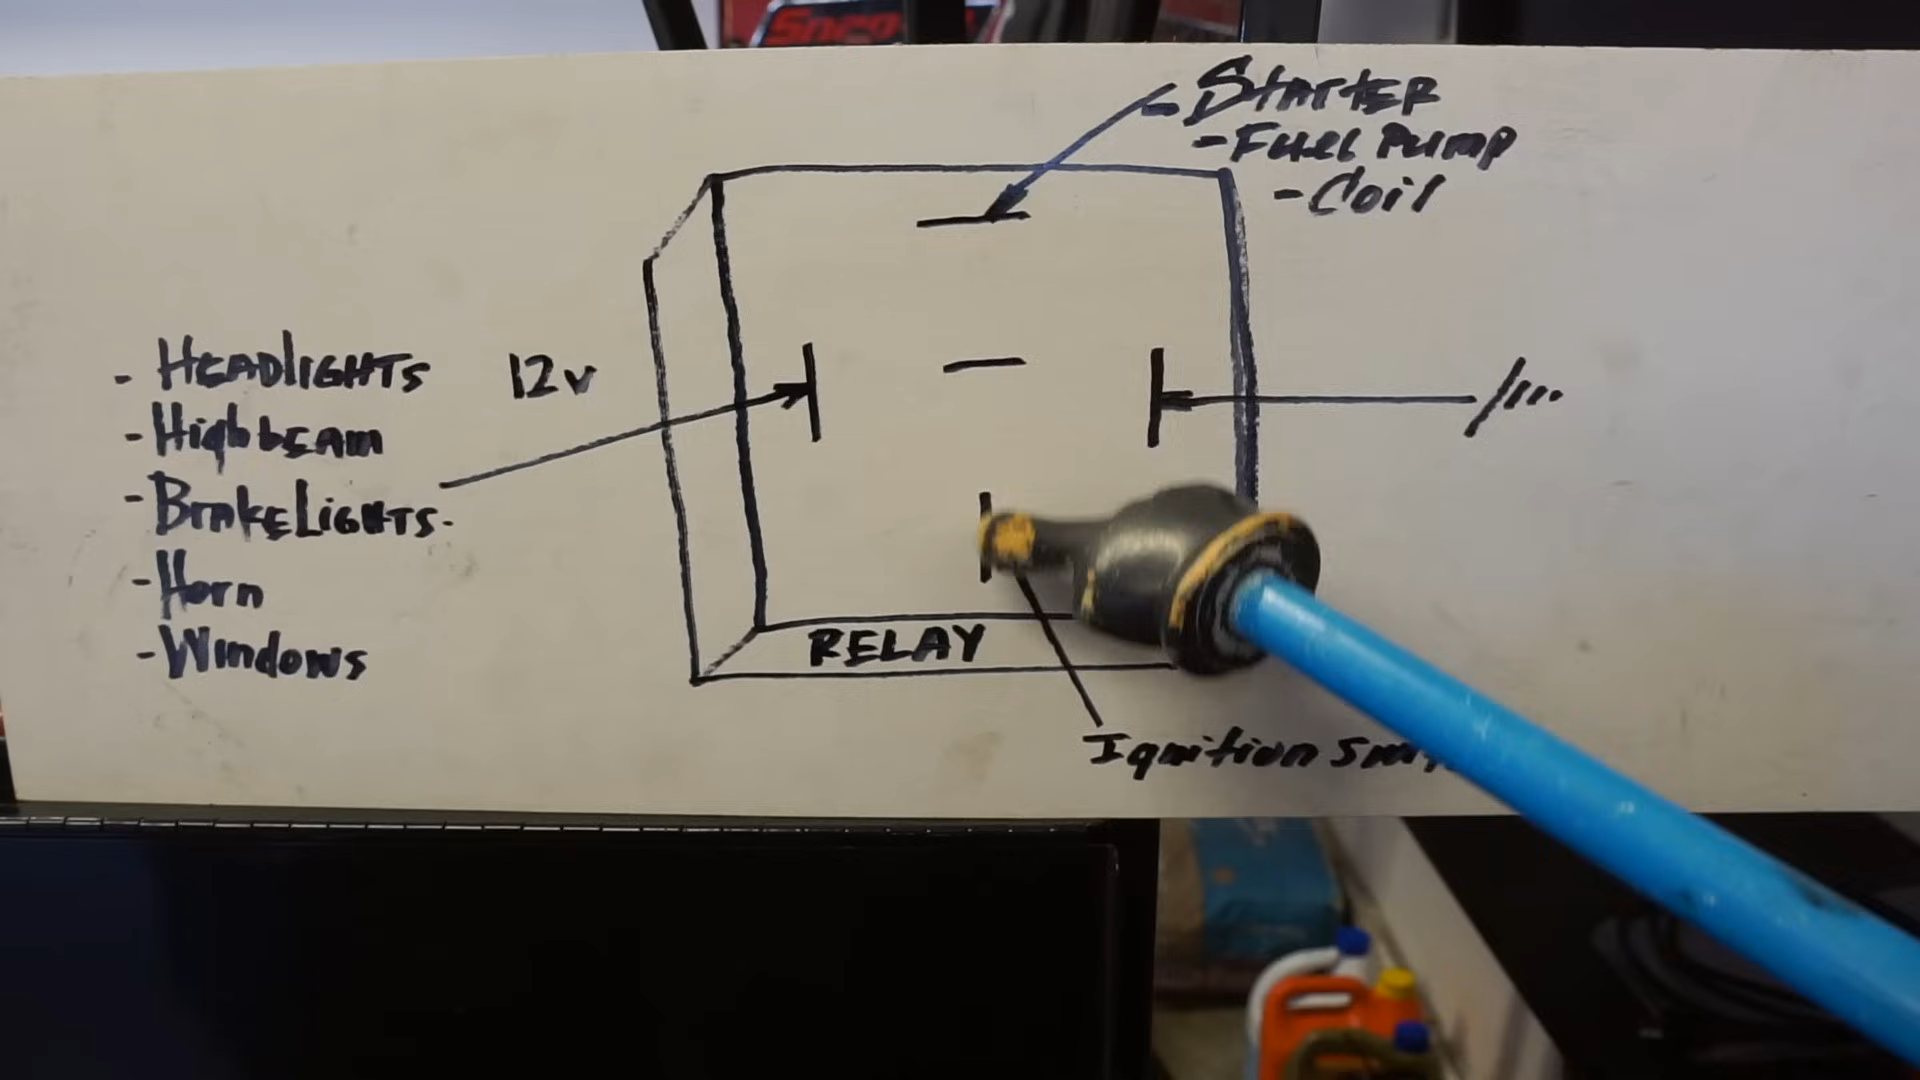 STARTER
- FUEL PUMP
- Coil
- HEADLIGHTS
12v
- Highbeam
- BrakeLights.
- Horn
- Windows
RELAY
Ignition